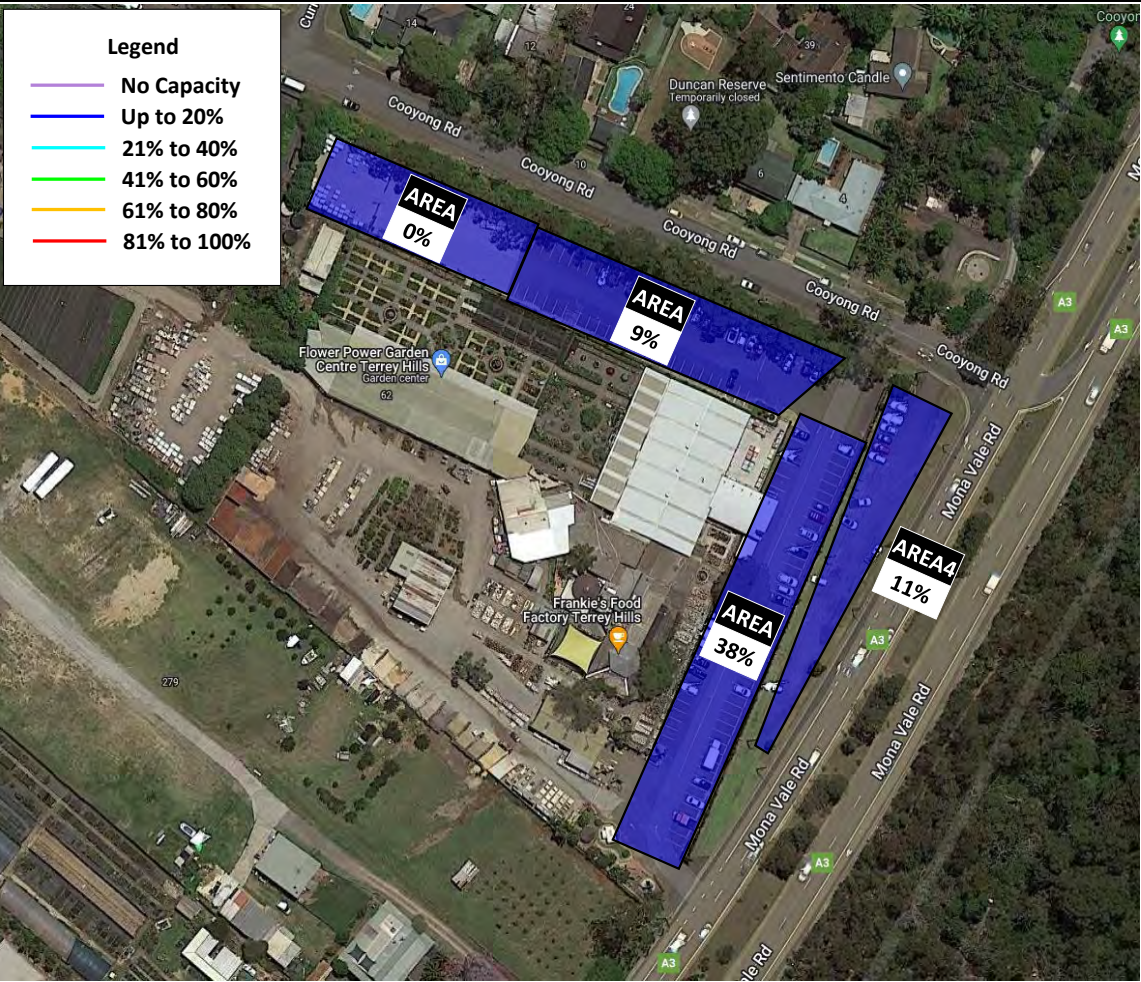 Legend
No Capacity
Up to 20%
21% to 40%
41% to 60%
61% to 80%
81% to 100%
24
14
12
39
Cooyong
Duncan Reserve
Temporarily closed
Sentimento Candle
Cooyong Rd
10
Cooyong Rd
6
4
Cooyong Rd
Cooyong Rd
Cooyong Rd
A3
A3
AREA
0%
AREA
9%
Flower Power Garden
Centre Terrey Hills
Garden center
62
Mona Vale Rd
AREA4
11%
Frankie's Food
Factory Terrey Hills
AREA
38%
A3
279
Mona Vale Rd
Mona Vale Rd
A3
A3
ale Rd